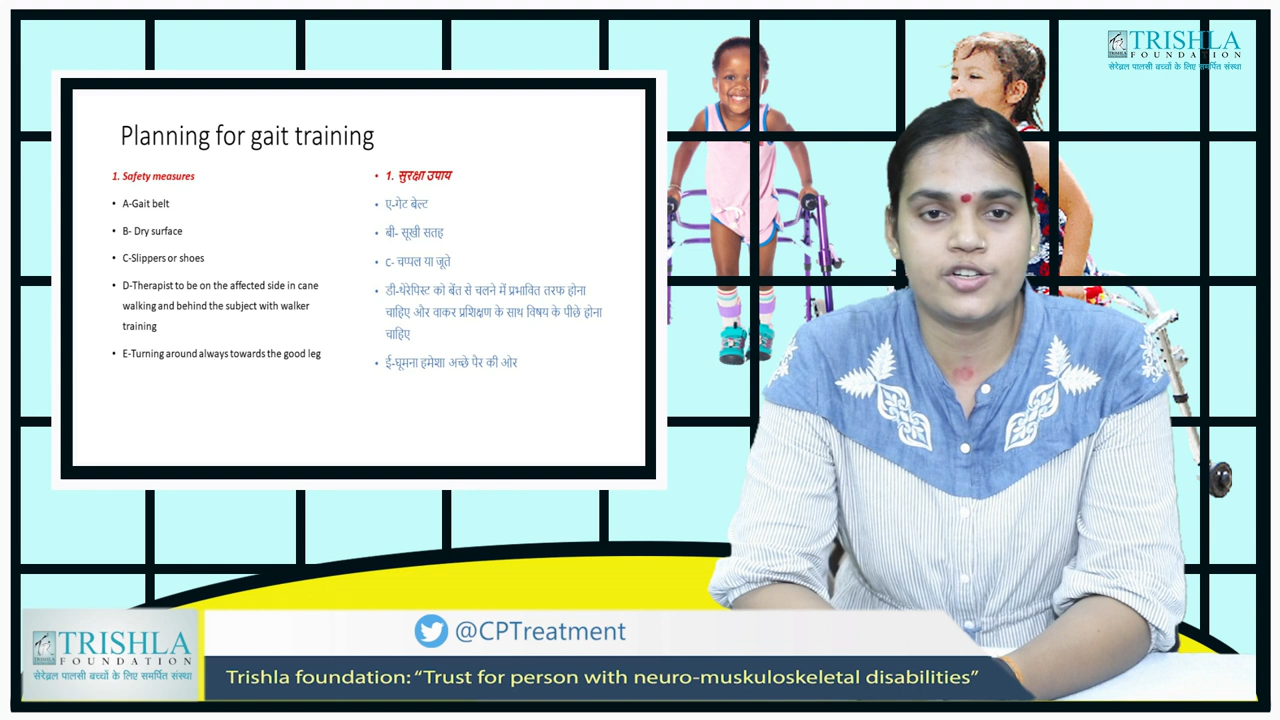 TRISHLA
FOUNDATION
सेरेब्रल पालसी बच्चों के लिए समर्पित संस्था
Planning for gait training
1. Safety measures
• A-Gait belt
• B- Dry surface
• C-Slippers or shoes
• D-Therapist to be on the affected side in cane
walking and behind the subject with walker
training
• E-Turning around always towards the good leg
• 1. सुरक्षा उपाय
• ए-गेट बेल्ट
• बी- सूखी सतह
• C- चप्पल या जूते
• डी-थेरेपिस्ट को बेंत से चलने में प्रभावित तरफ होना
चाहिए और वाकर प्रशिक्षण के साथ विषय के पीछे होना
चाहिए
• ई-घूमना हमेशा अच्छे पैर की ओर
@CPTreatment
TRISHLA
FOUNDATION
सेरेब्रल पालसी बच्चों के लिए समर्पित संस्था
Trishla foundation: “Trust for person with neuro-muskuloskeletal disabilities”